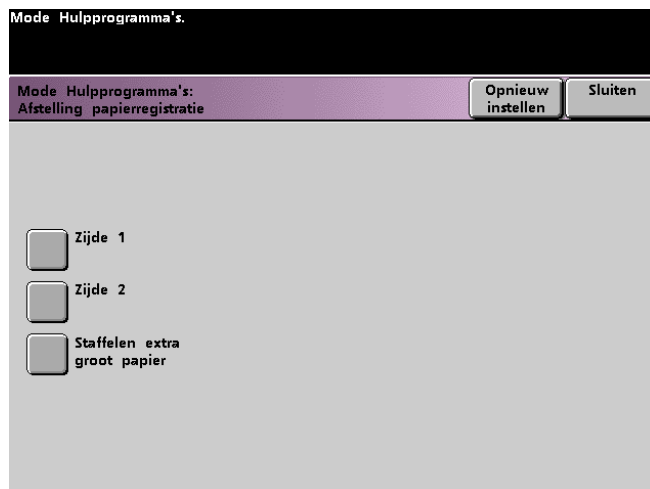 Mode Hulpprogramma's.
Mode Hulpprogramma's:
Afstelling papierregistratie
Opnieuw
instellen
Sluiten
Zijde 1
Zijde 2
Staffelen extra
groot papier